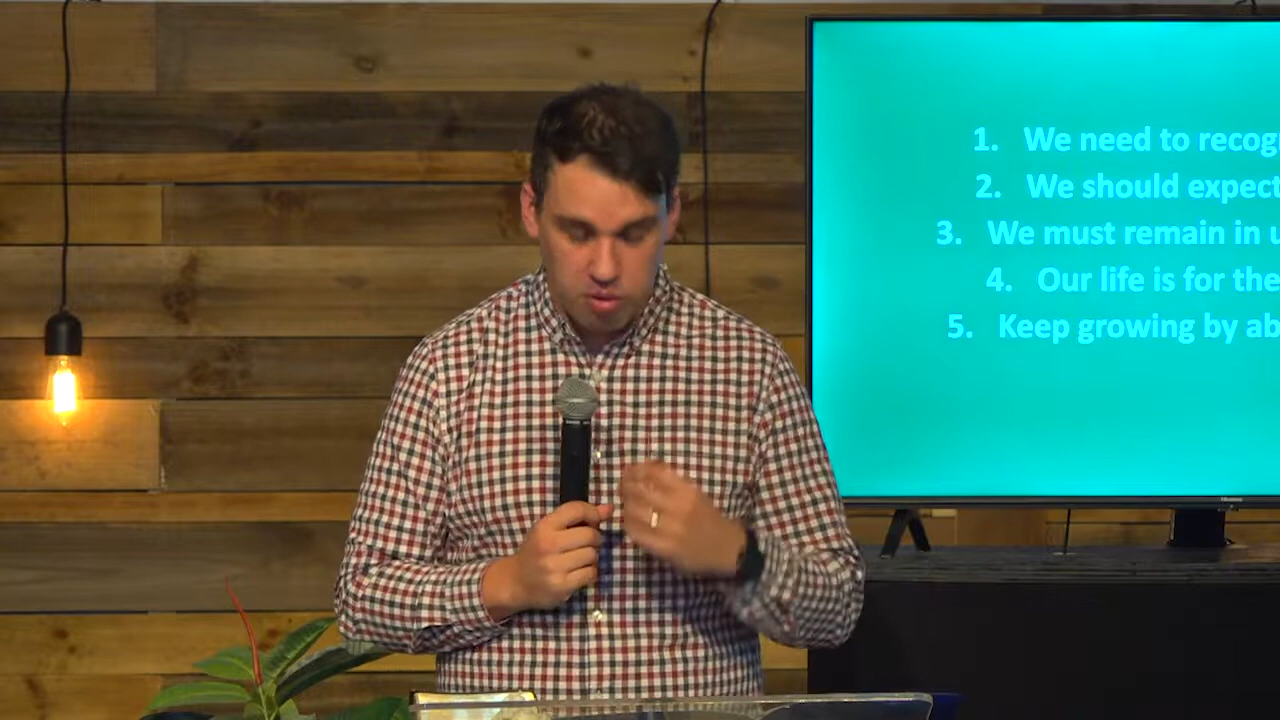 1. We need to recog
2. We should expect
3. We must remain in u
4. Our life is for the
5. Keep growing by ab
Hisense